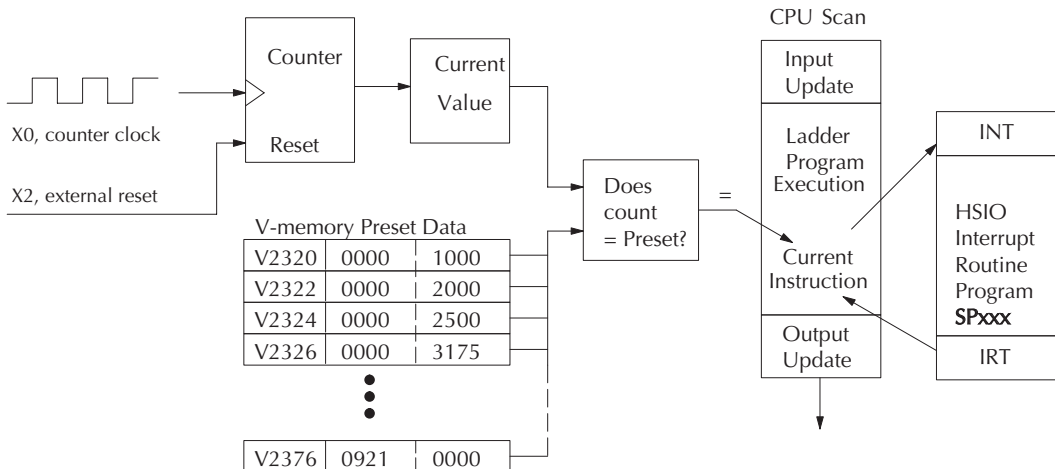 CPU Scan
Counter
Reset
Current
Value
X0, counter clock
X2, external reset
V-memory Preset Data
V2320 0000 1000
V2322 0000 2000
V2324 0000 2500
V2326 0000 3175
V2376 0921 0000
Does
count
= Preset?
=
Input
Update
Ladder
Program
Execution
Current
Instruction
Output
Update
INT
HSIO
Interrupt
Routine
Program
SPxxx
IRT